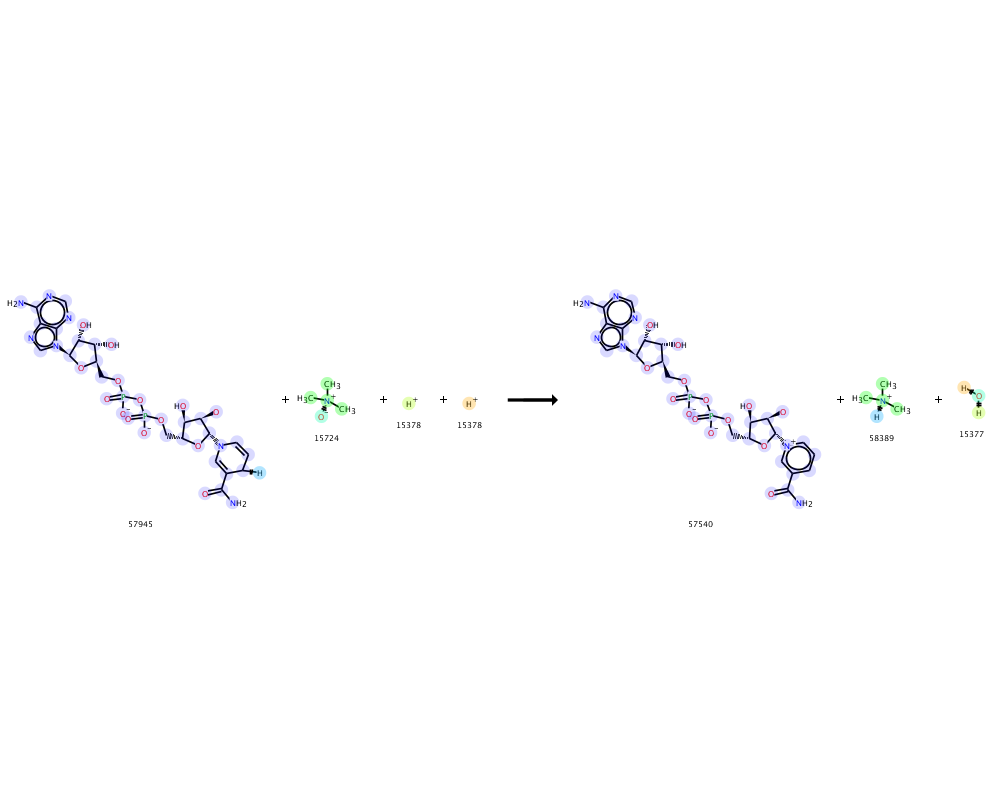 H₂N N N N N OH OH O O O P O O⁻ O P O O⁻ O HO O O N H O NH₂
57945
+
CH₃ H₃C N⁺ CH₃ O⁻
15724
+
H⁺
15378
+
H⁺
15378
H₂N N N N N OH OH O O O P O O⁻ O P O O⁻ O HO O O N⁺ O NH₂
57540
+
CH₃ H₃C N⁺ CH₃ H
58389
+
H O H
15377